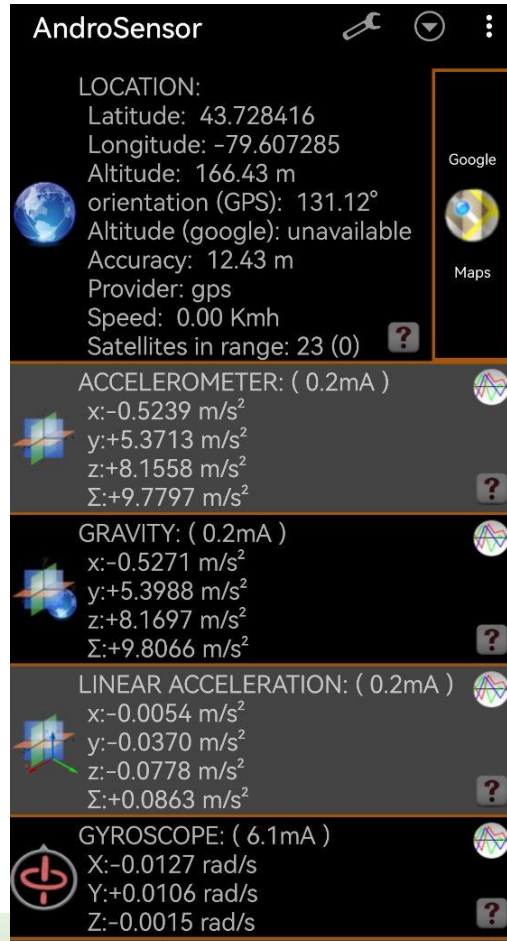 AndroSensor
LOCATION:
Latitude: 43.728416
Longitude: -79.607285
Altitude: 166.43 m
orientation (GPS): 131.12°
Altitude (google): unavailable
Accuracy: 12.43 m
Provider: gps
Speed: 0.00 Kmh
Satellites in range: 23 (0)
?
Google
Maps
ACCELEROMETER: ( 0.2mA )
x:-0.5239 m/s²
y:+5.3713 m/s²
z:+8.1558 m/s²
Σ:+9.7797 m/s²
?
GRAVITY: ( 0.2mA )
x:-0.5271 m/s²
y:+5.3988 m/s²
z:+8.1697 m/s²
Σ:+9.8066 m/s²
?
LINEAR ACCELERATION: ( 0.2mA )
x:-0.0054 m/s²
y:-0.0370 m/s²
z:-0.0778 m/s²
Σ:+0.0863 m/s²
?
GYROSCOPE: ( 6.1mA )
X:-0.0127 rad/s
Y:+0.0106 rad/s
Z:-0.0015 rad/s
?